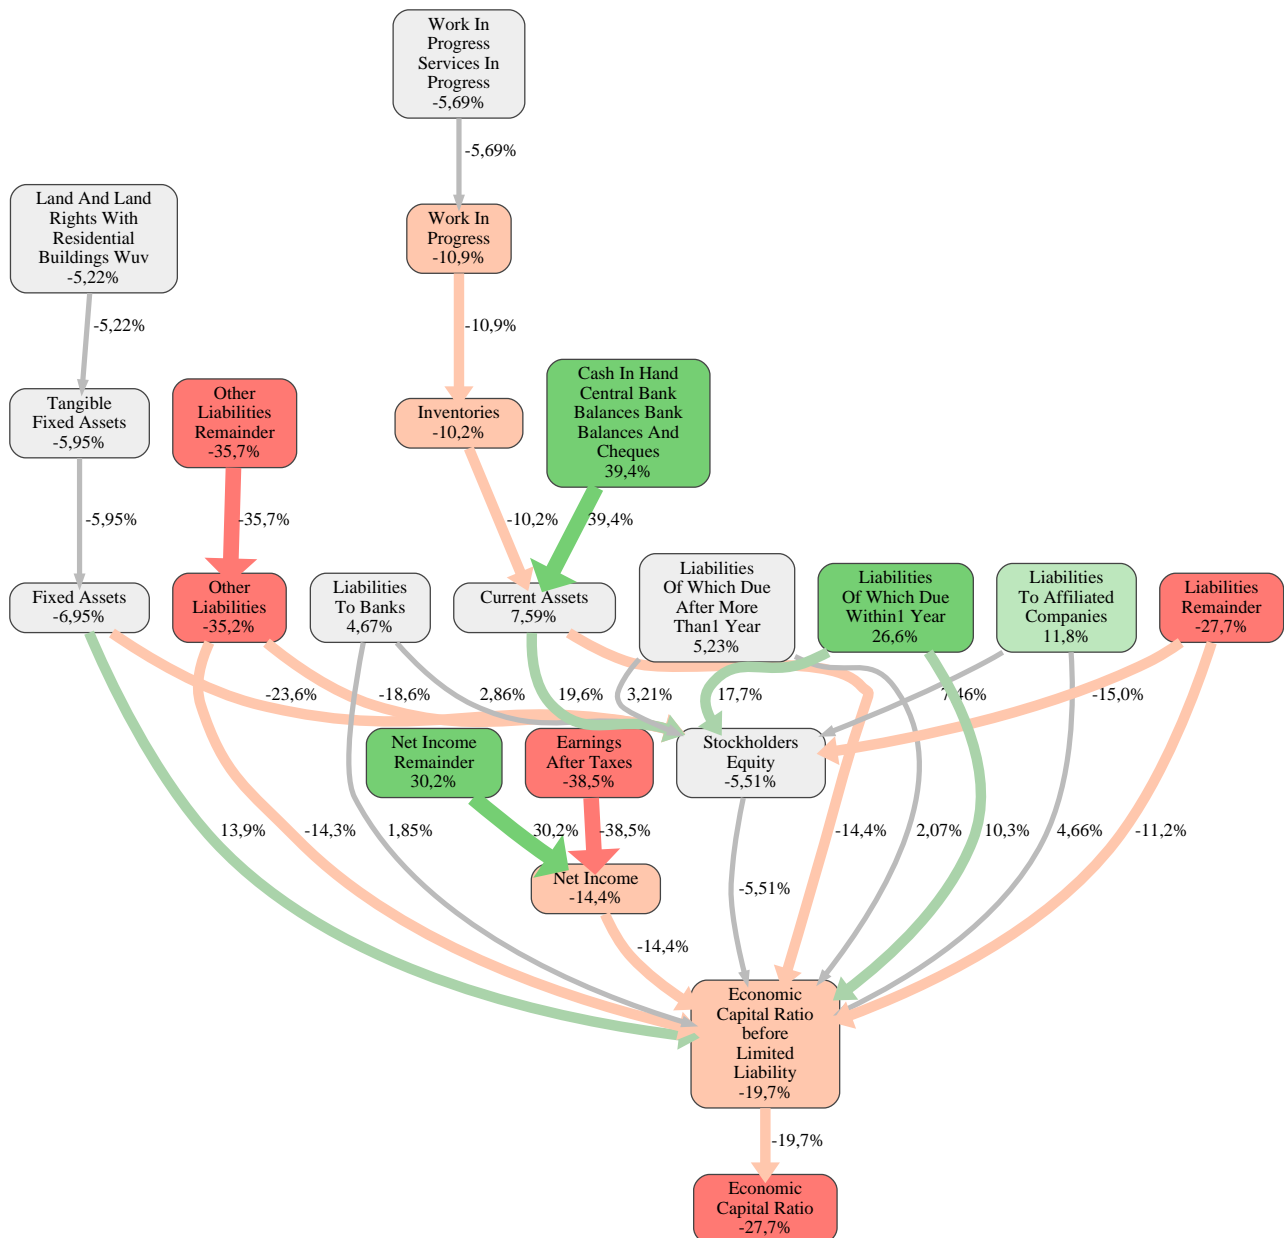 Work In
Progress
Services In
Progress
-5,69%
-5,69%
Land And Land
Rights With
Residential
Buildings Wuv
-5,22%
Work In
Progress
-10,9%
-5,22%
-10,9%
Tangible
Fixed Assets
-5,95%
Other
Liabilities
Remainder
-35,7%
Inventories
-10,2%
Cash In Hand
Central Bank
Balances Bank
Balances And
Cheques
39,4%
-5,95%
-35,7%
-10,2%
39,4%
Fixed Assets
-6,95%
Other
Liabilities
-35,2%
Liabilities
To Banks
4,67%
Current Assets
7,59%
Liabilities
Of Which Due
After More
Than1 Year
5,23%
Liabilities
Of Which Due
Within1 Year
26,6%
Liabilities
To Affiliated
Companies
11,8%
Liabilities
Remainder
-27,7%
-23,6%
-18,6%
2,86%
19,6%
3,21%
17,7%
7,46%
-15,0%
Net Income
Remainder
30,2%
Earnings
After Taxes
-38,5%
Stockholders
Equity
-5,51%
13,9%
-14,3%
1,85%
30,2%
-38,5%
-14,4%
2,07%
10,3%
4,66%
-11,2%
Net Income
-14,4%
-5,51%
-14,4%
Economic
Capital Ratio
before
Limited
Liability
-19,7%
-19,7%
Economic
Capital Ratio
-27,7%